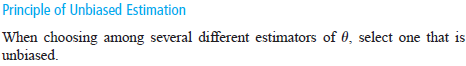 Principle of Unbiased Estimation
When choosing among several different estimators of θ, select one that is
unbiased.